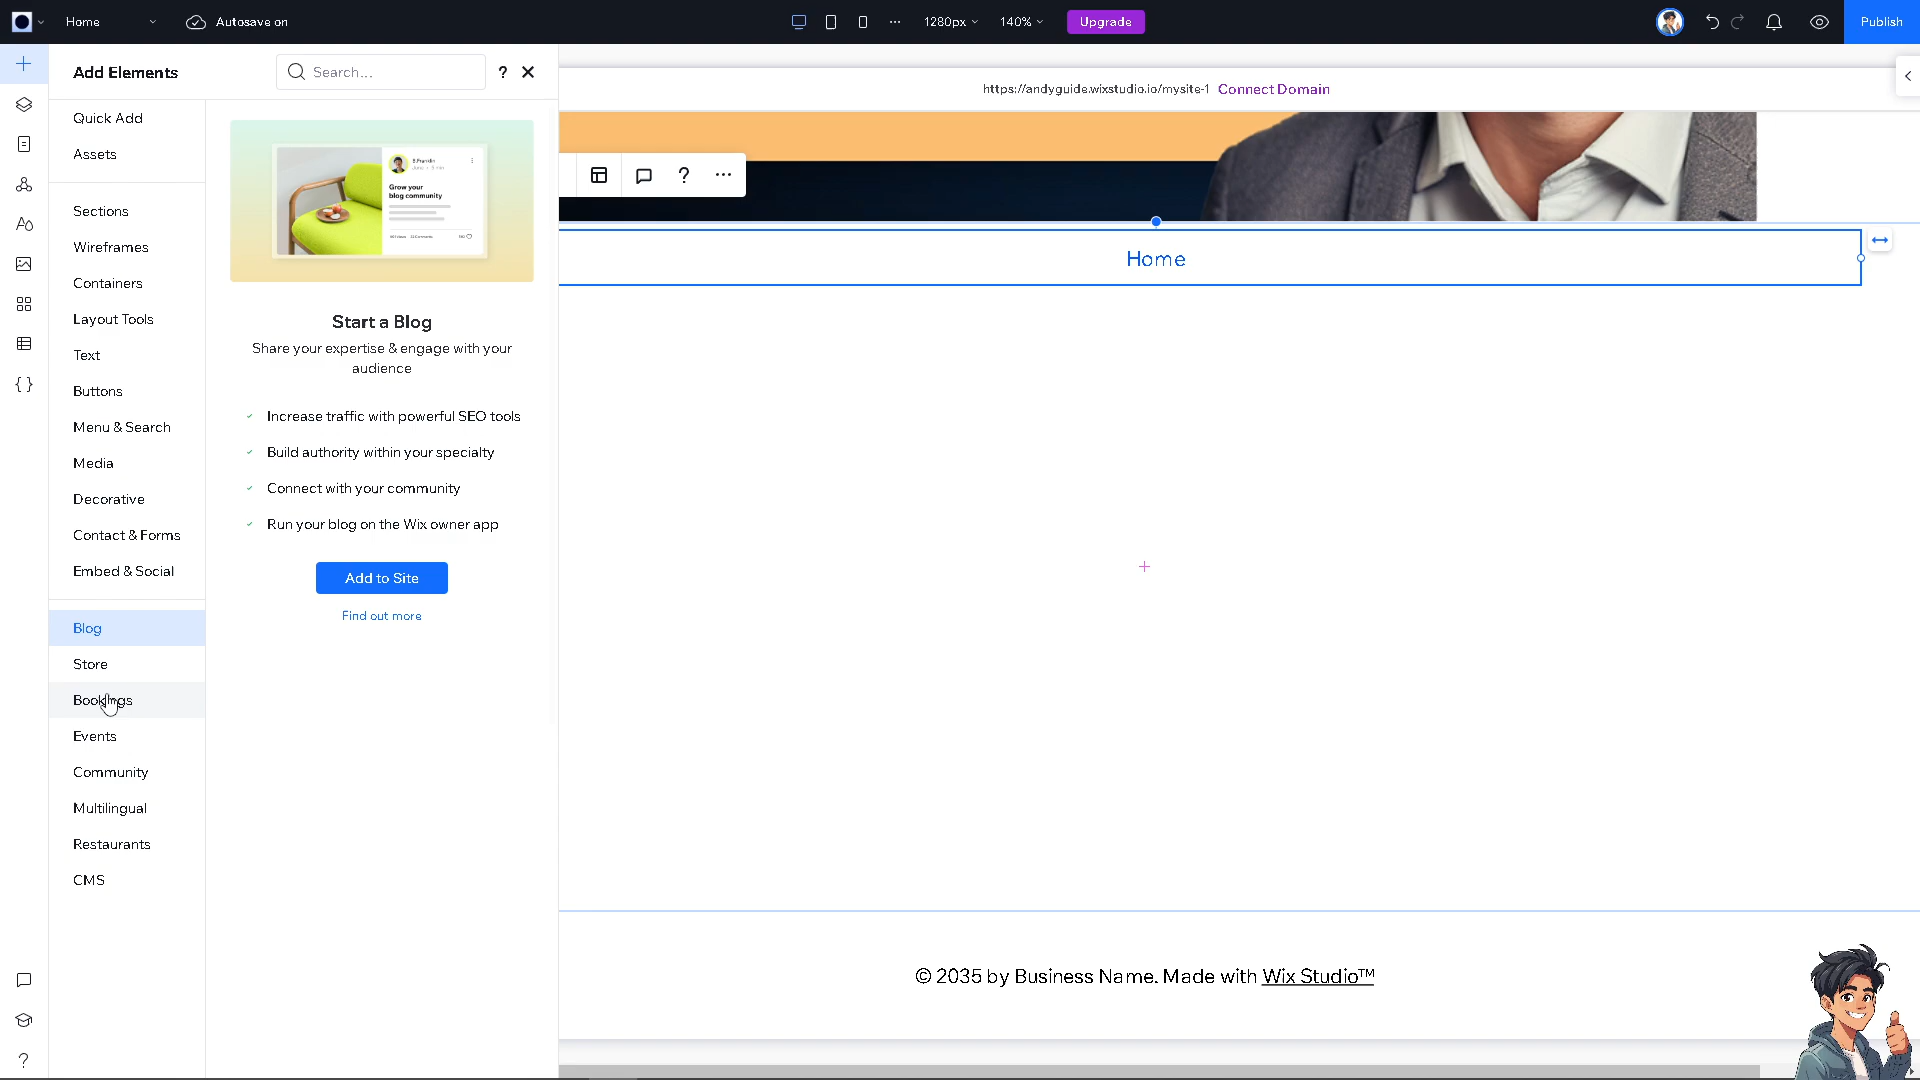 Home
Autosave on
1280px
140%
Upgrade
Publish
Add Elements
Search...
?
https://andyguide.wixstudio.io/mysite-1 Connect Domain
Quick Add
Assets
Sections
Wireframes
Containers
Layout Tools
Text
Buttons
Menu & Search
Media
Decorative
Contact & Forms
Embed & Social
Blog
Store
Bookings
Events
Community
Multilingual
Restaurants
CMS
Grow your
blog community
Start a Blog
Share your expertise & engage with your
audience
Increase traffic with powerful SEO tools
Build authority within your specialty
Connect with your community
Run your blog on the Wix owner app
Add to Site
Find out more
?
Home
© 2035 by Business Name. Made with Wix Studio™
?